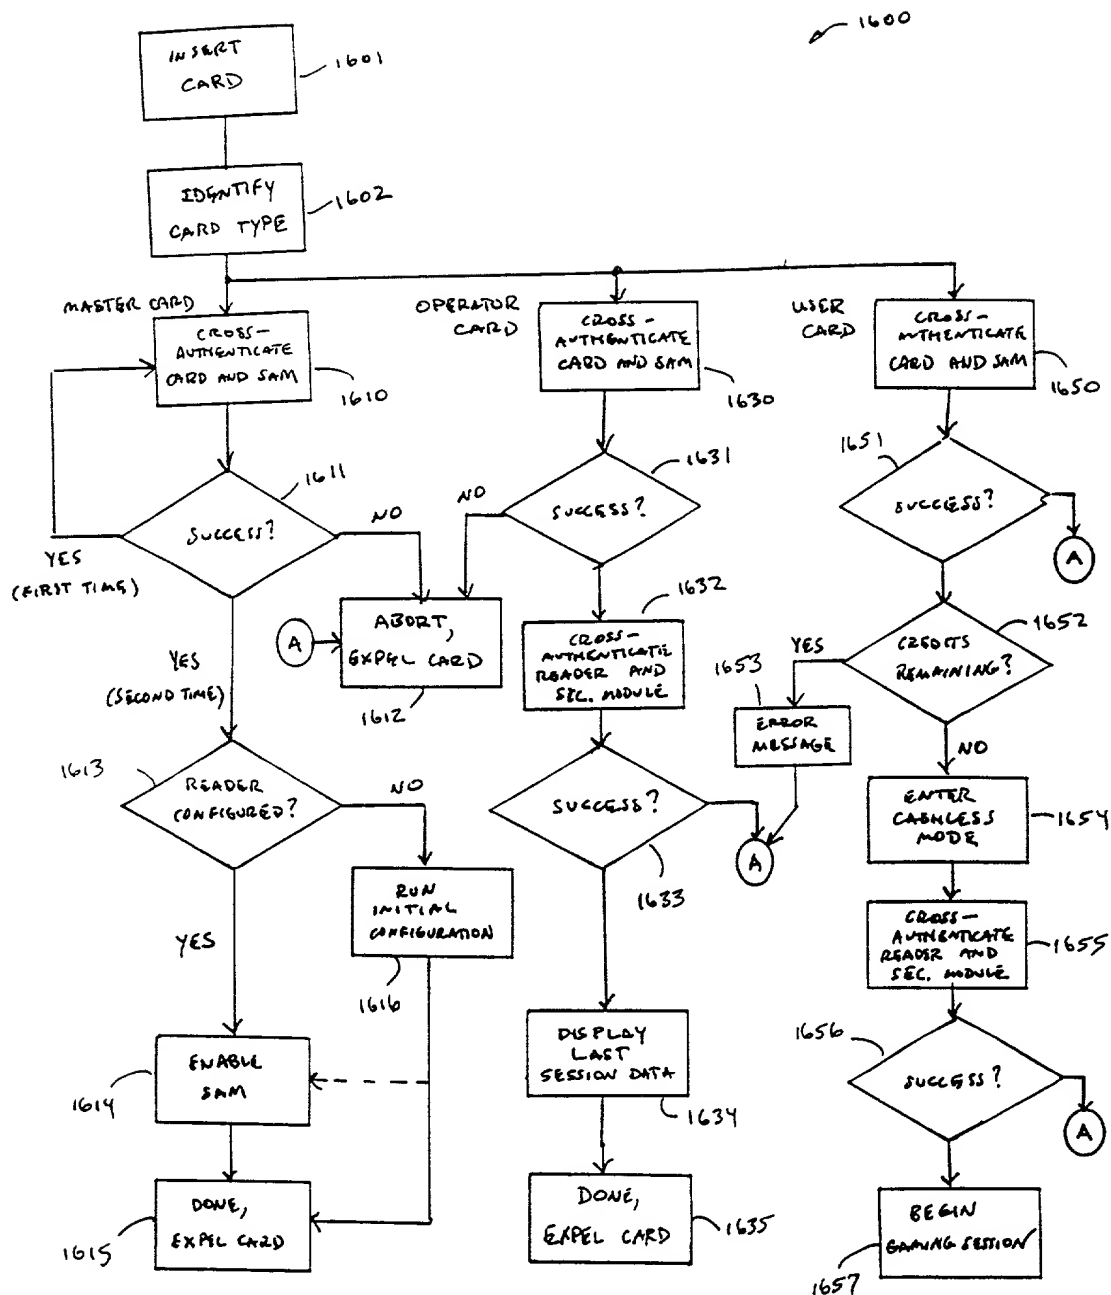 1600
INSERT
CARD
1601
IDENTIFY
CARD TYPE
1602
MASTER CARD
OPERATOR
CARD
USER
CARD
CROSS-
AUTHENTICATE
CARD AND SAM
1610
CROSS-
AUTHENTICATE
CARD AND SAM
1630
CROSS-
AUTHENTICATE
CARD AND SAM
1650
1611
SUCCESS?
NO
YES
(FIRST TIME)
1631
NO
SUCCESS?
1651
SUCCESS?
A
A
ABORT,
EXPEL CARD
1612
YES
(SECOND TIME)
1632
CROSS-
AUTHENTICATE
READER AND
SEC. MODULE
1652
YES
CREDITS
REMAINING?
1653
ERROR
MESSAGE
NO
1613
READER
CONFIGURED?
NO
SUCCESS?
1633
A
ENTER
CASHLESS
MODE
1654
RUN
INITIAL
CONFIGURATION
1616
YES
CROSS-
AUTHENTICATE
READER AND
SEC. MODULE
1655
ENABLE
SAM
1614
DISPLAY
LAST
SESSION DATA
1634
1656
SUCCESS?
A
DONE,
EXPEL CARD
1615
DONE,
EXPEL CARD
1635
BEGIN
GAMING SESSION
1657